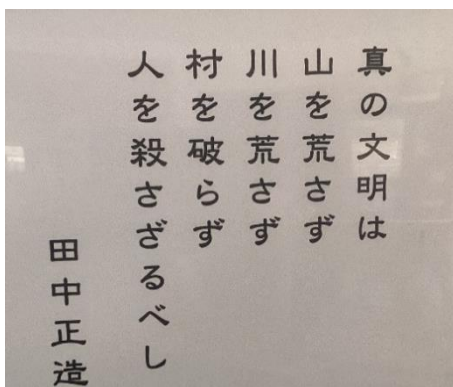 真の文明は
山を荒さず
川を荒さず
村を破らず
人を殺さざるべし
田中正造